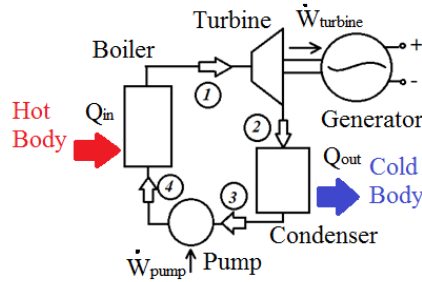 Turbine
Ẇturbine
Boiler
+
-
1
Generator
Hot
Body
Qin
2
Qout
Cold
Body
4
3
Condenser
Ẇpump
Pump